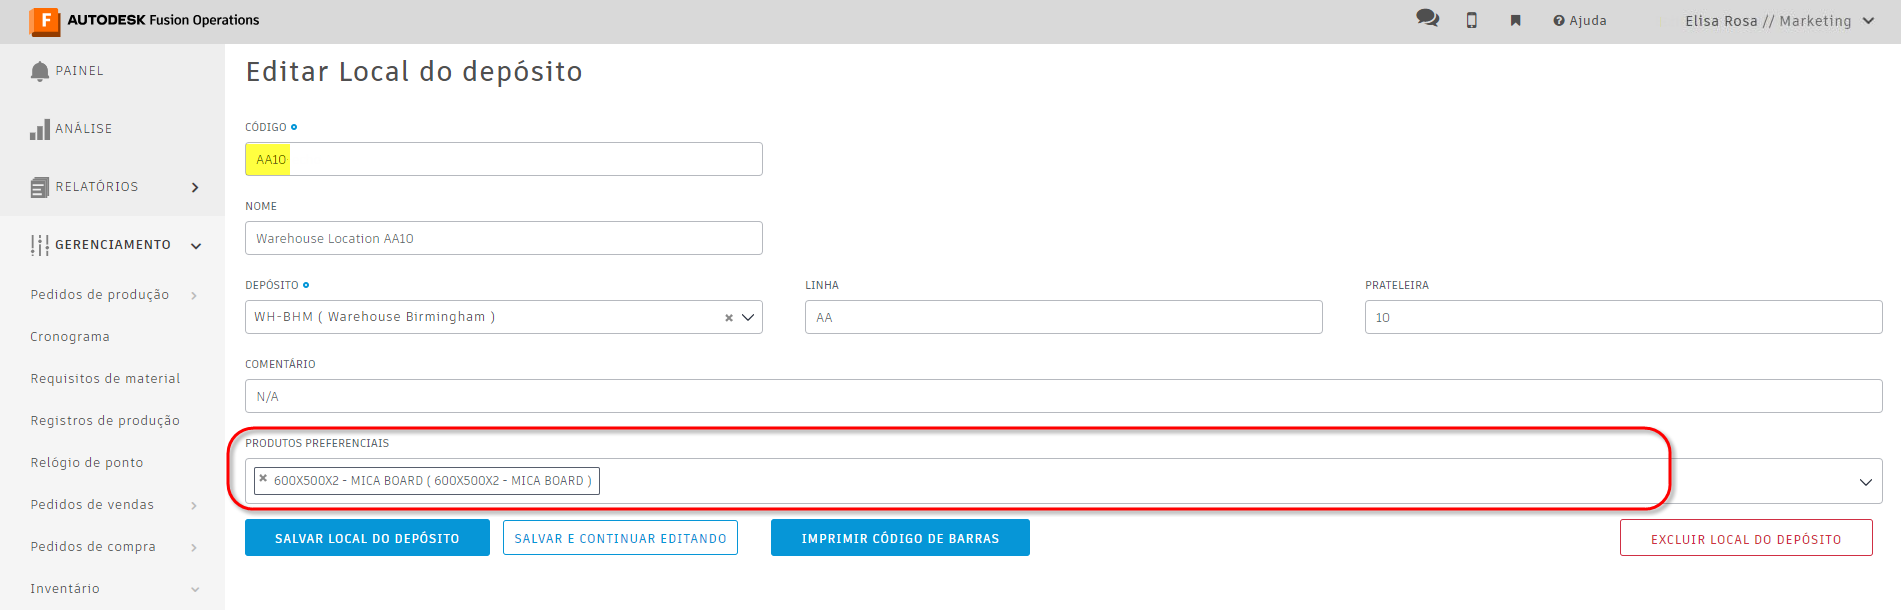 F AUTODESK Fusion Operations
Ajuda
Elisa Rosa // Marketing
PAINEL
ANÁLISE
RELATÓRIOS
GERENCIAMENTO
Pedidos de produção
Cronograma
Requisitos de material
Registros de produção
Relógio de ponto
Pedidos de vendas
Pedidos de compra
Inventário
Editar Local do depósito
CÓDIGO
AA10
NOME
Warehouse Location AA10
DEPÓSITO
WH-BHM ( Warehouse Birmingham )
LINHA
AA
PRATELEIRA
10
COMENTÁRIO
N/A
PRODUTOS PREFERENCIAIS
600X500X2 - MICA BOARD ( 600X500X2 - MICA BOARD )
SALVAR LOCAL DO DEPÓSITO
SALVAR E CONTINUAR EDITANDO
IMPRIMIR CÓDIGO DE BARRAS
EXCLUIR LOCAL DO DEPÓSITO